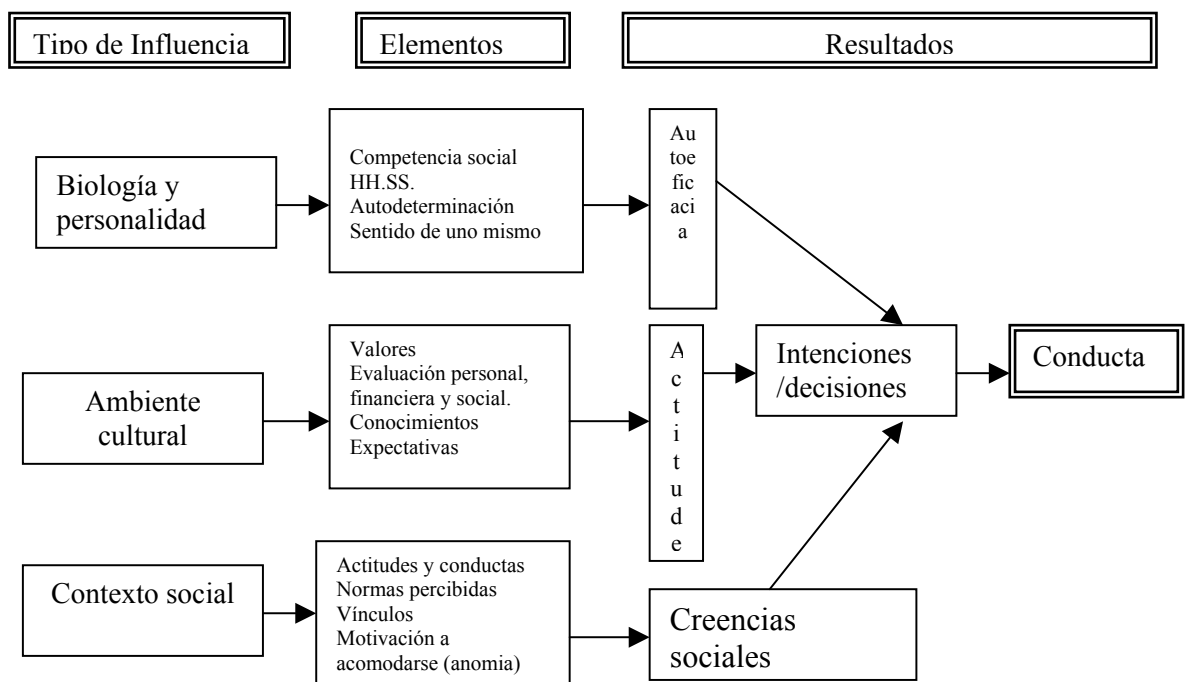 Tipo de Influencia
Elementos
Resultados
Biología y
personalidad
Competencia social
HH.SS.
Autodeterminación
Sentido de uno mismo
Au
toe
fic
aci
a
Ambiente
cultural
Valores
Evaluación personal,
financiera y social.
Conocimientos
Expectativas
A
c
t
i
t
u
d
e
Intenciones
/decisiones
Conducta
Contexto social
Actitudes y conductas
Normas percibidas
Vínculos
Motivación a
acomodarse (anomia)
Creencias
sociales